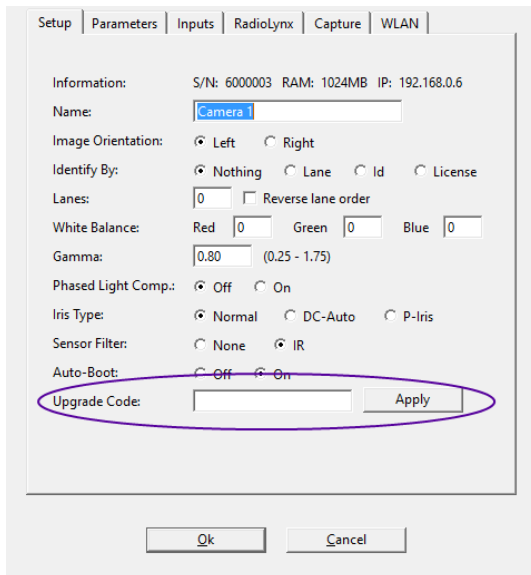 Setup Parameters Inputs RadioLynx Capture WLAN
Information: S/N: 6000003 RAM: 1024MB IP: 192.168.0.6
Name: Camera 1
Image Orientation: Left Right
Identify By: Nothing Lane Id License
Lanes: 0 Reverse lane order
White Balance: Red 0 Green 0 Blue 0
Gamma: 0.80 (0.25 - 1.75)
Phased Light Comp.: Off On
Iris Type: Normal DC-Auto P-Iris
Sensor Filter: None IR
Auto-Boot: Off On
Upgrade Code: Apply
Ok Cancel